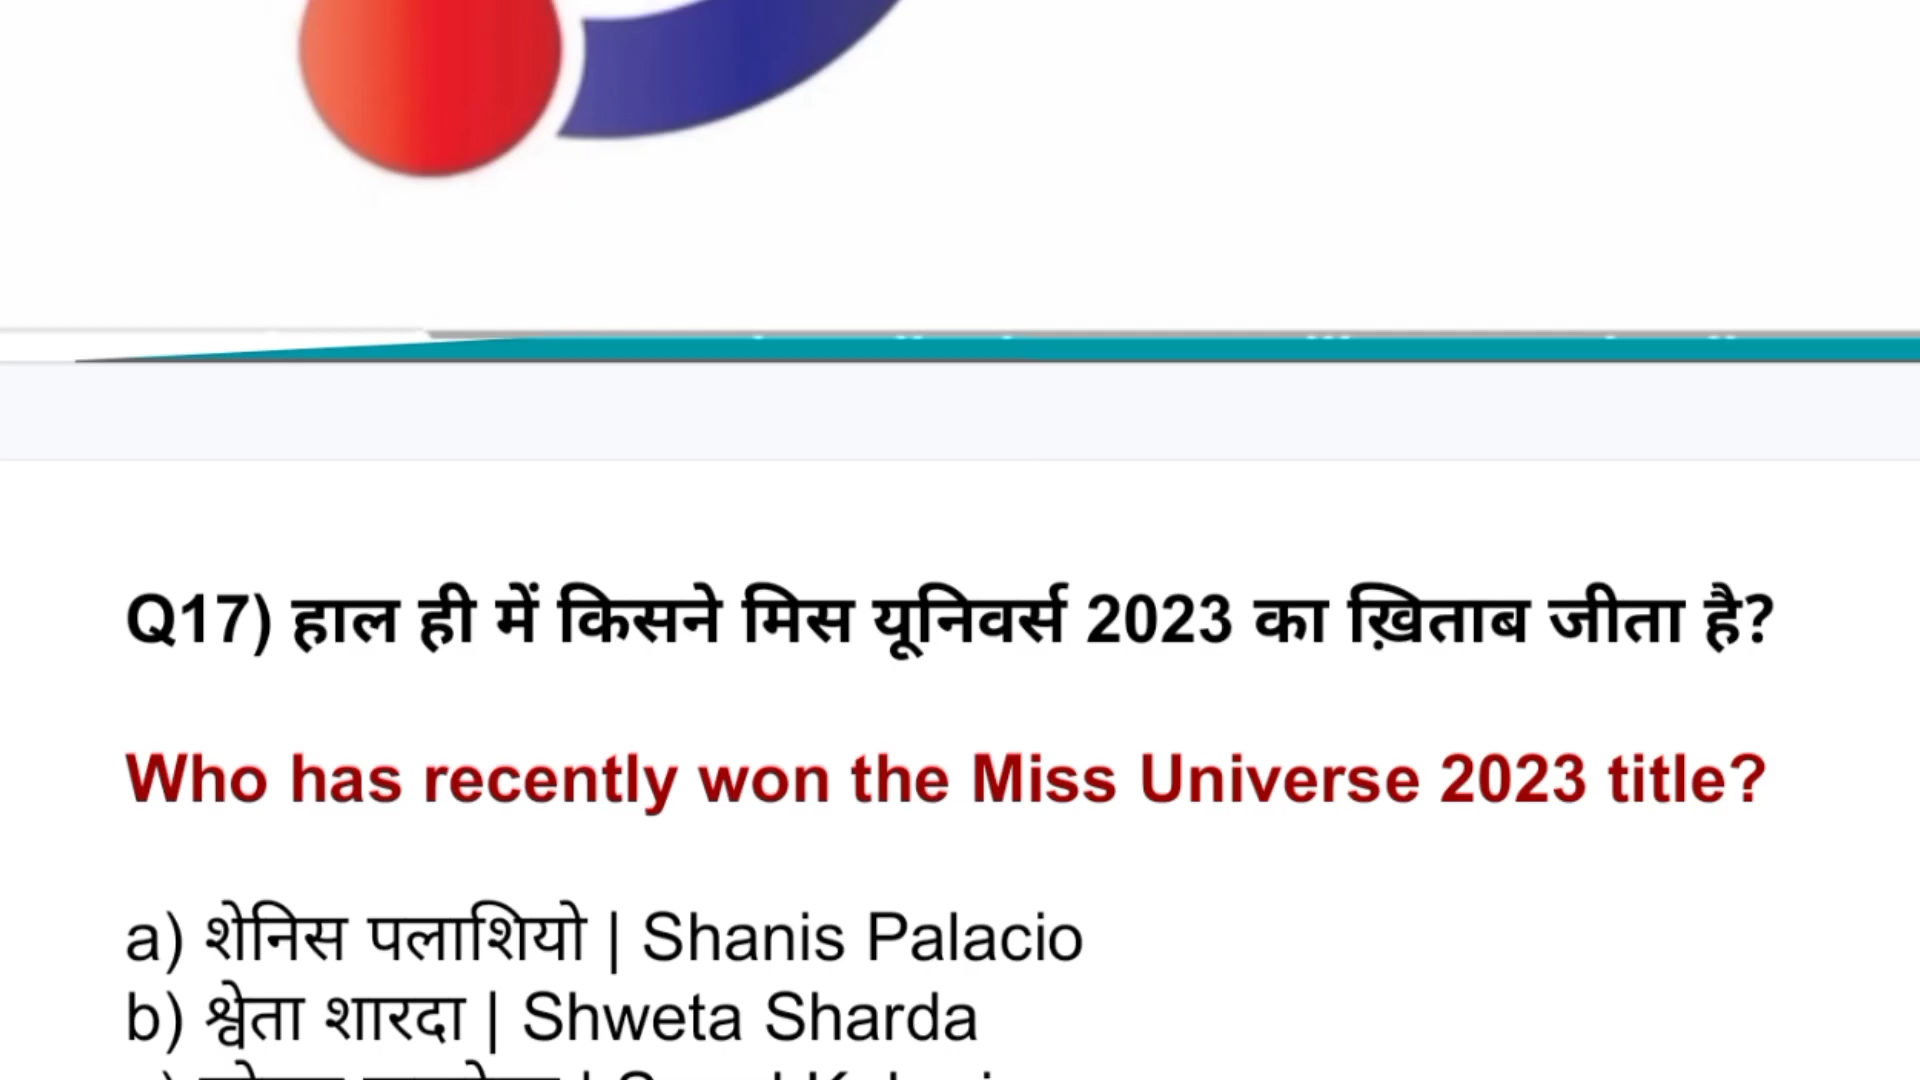 Q17) हाल ही में किसने मिस यूनिवर्स 2023 का ख़िताब जीता है?
Who has recently won the Miss Universe 2023 title?
a) शेनिस पलाशियो | Shanis Palacio
b) श्वेता शारदा | Shweta Sharda